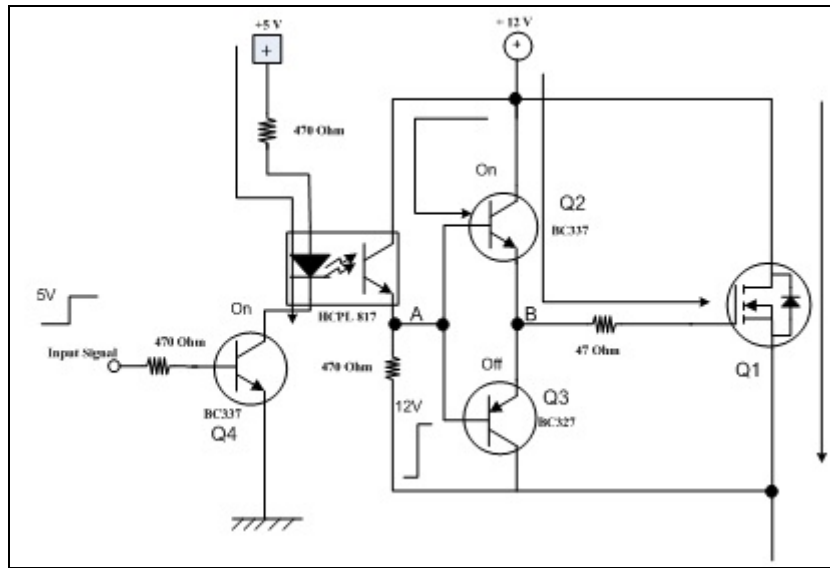 +5 V
+
÷ 12 V
+
470 Ohm
On
Q2
BC337
5V
On
HCPL 817
A
B
Input Signal
470 Ohm
470 Ohm
47 Ohm
Q1
Off
BC337
Q4
12V
Q3
BC327